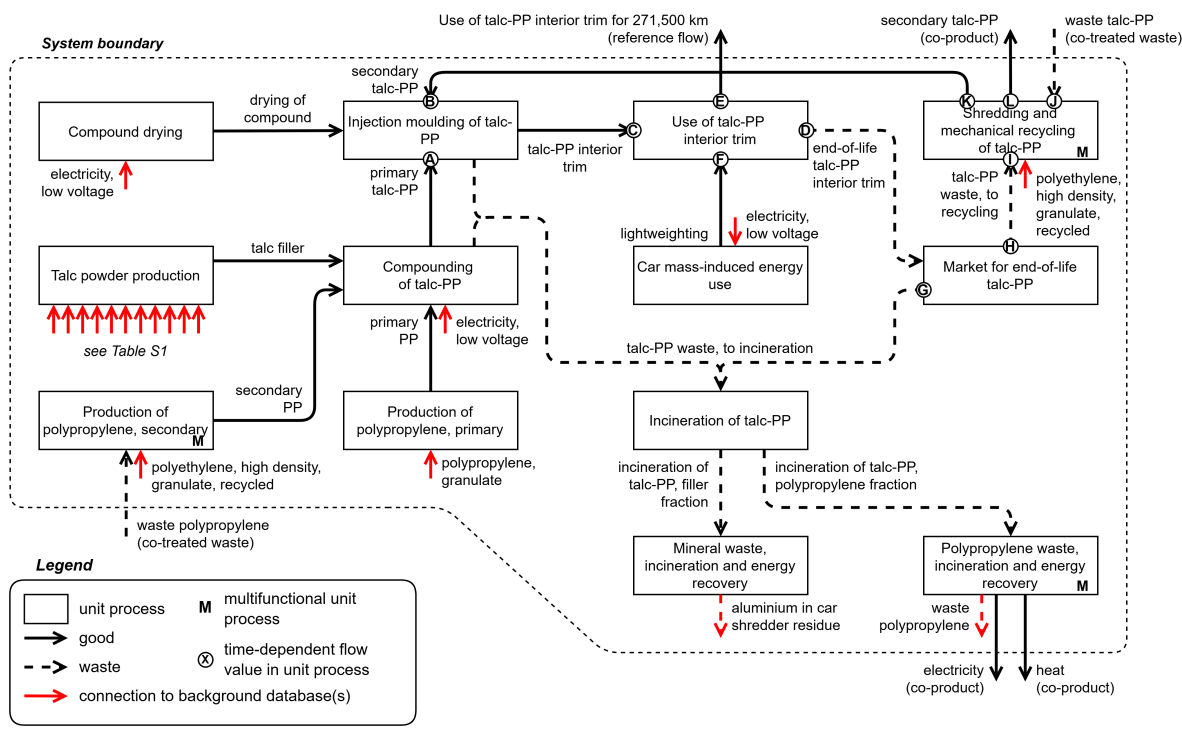 Use of talc-PP interior trim for 271,500 km
(reference flow)
secondary talc-PP
(co-product)
waste talc-PP
(co-treated waste)
System boundary
secondary
talc-PP
B
K
L
J
E
Compound drying
drying of
compound
Injection moulding of talc-
PP
A
C
talc-PP interior
trim
Use of talc-PP
interior trim
D
F
end-of-life
talc-PP
interior trim
Shredding and
mechanical recycling
of talc-PP
M
I
electricity,
low voltage
primary
talc-PP
talc-PP
waste, to
recycling
polyethylene,
high density,
granulate,
recycled
lightweighting
electricity,
low voltage
H
Talc powder production
talc filler
Compounding
of talc-PP
Car mass-induced energy
use
Market for end-of-life
talc-PP
G
see Table S1
primary
PP
electricity,
low voltage
talc-PP waste, to incineration
secondary
PP
Production of
polypropylene, secondary
M
Production of
polypropylene, primary
Incineration of talc-PP
polyethylene, high density,
granulate, recycled
polypropylene,
granulate
incineration of
talc-PP, filler
fraction
incineration of talc-PP,
polypropylene fraction
waste polypropylene
(co-treated waste)
Mineral waste,
incineration and energy
recovery
Polypropylene waste,
incineration and energy
recovery
M
aluminium in car
shredder residue
waste
polypropylene
electricity
(co-product)
heat
(co-product)
Legend
unit process
good
waste
connection to background database(s)
M
multifunctional unit
process
X
time-dependent flow
value in unit process